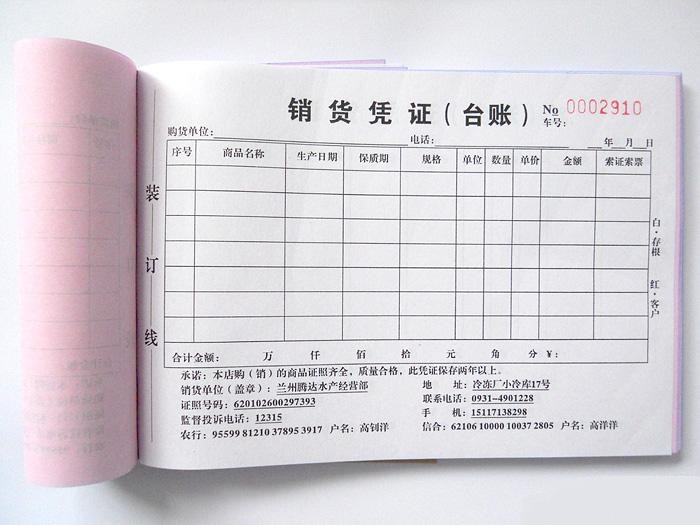 销货凭证（台账） No 0002910
车号：
购货单位： 电话： 年 月 日
序号 商品名称 生产日期 保质期 规格 单位 数量 单价 金额 索证索票
装订线
白·存根 红·客户
合计金额： 万 仟 佰 拾 元 角 分 ¥：
承诺：本店购（销）的商品证照齐全，质量合格，此凭证保存两年以上。
销货单位（盖章）：兰州腾达水产经营部 地 址：冷冻厂小冷库17号
证照号码：620102600297393 联系电话：0931-4901228
监督投诉电话：12315 手 机：15117138298
农行：95599 81210 37895 3917 户名：高钊洋 信合：62106 10000 10037 2805 户名：高洋洋